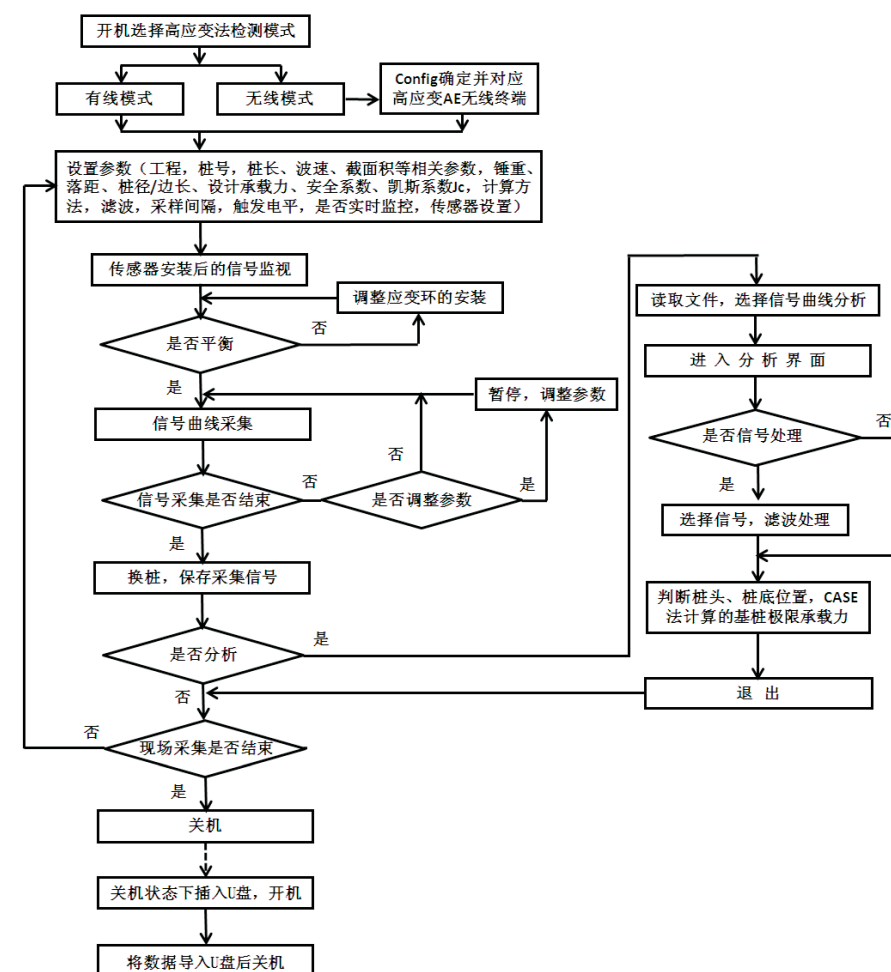 开机选择高应变法检测模式
有线模式
无线模式
Config确定并对应
高应变AE无线终端
设置参数（工程，桩号，桩长、波速、截面积等相关参数，锤重、
落距、桩径/边长、设计承载力、安全系数、凯斯系数Jc，计算方
法，滤波，采样间隔，触发电平，是否实时监控，传感器设置）
传感器安装后的信号监视
调整应变环的安装
是否平衡
否
是
信号曲线采集
暂停，调整参数
否
信号采集是否结束
否
是否调整参数
是
是
换桩，保存采集信号
是否分析
是
否
现场采集是否结束
否
是
关机
关机状态下插入U盘，开机
将数据导入U盘后关机
读取文件，选择信号曲线分析
进入分析界面
是否信号处理
否
是
选择信号，滤波处理
判断桩头、桩底位置，CASE
法计算的基桩极限承载力
退 出